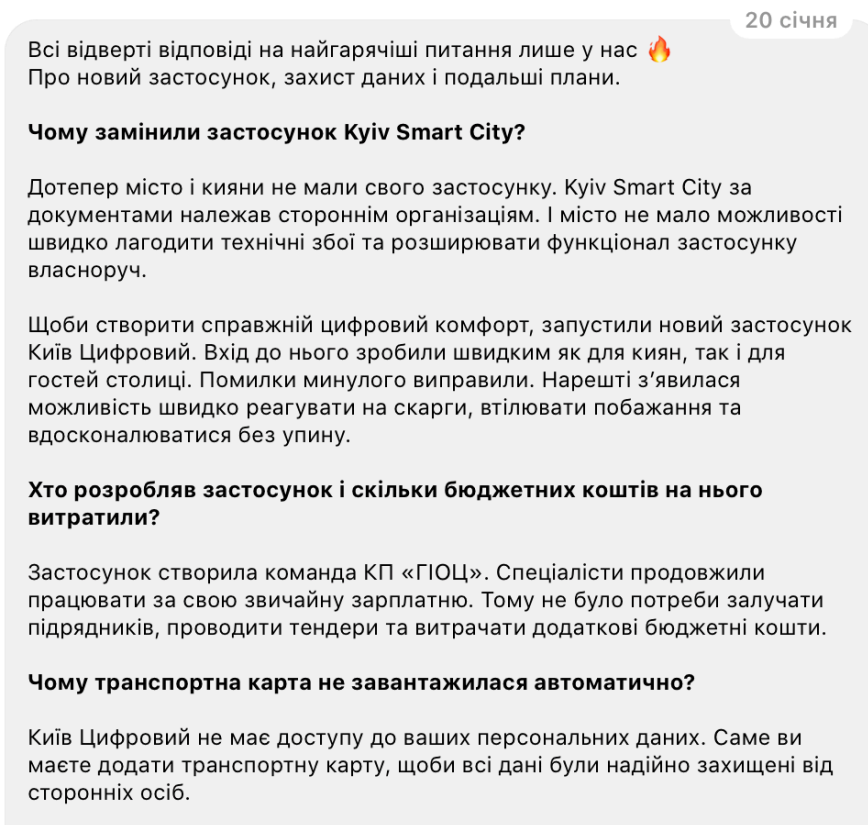 20 січня
Всі відверті відповіді на найгарячіші питання лише у нас 🔥
Про новий застосунок, захист даних і подальші плани.
Чому замінили застосунок Kyiv Smart City?
Дотепер місто і кияни не мали свого застосунку. Kyiv Smart City за
документами належав стороннім організаціям. І місто не мало можливості
швидко лагодити технічні збої та розширювати функціонал застосунку
власноруч.
Щоби створити справжній цифровий комфорт, запустили новий застосунок
Київ Цифровий. Вхід до нього зробили швидким як для киян, так і для
гостей столиці. Помилки минулого виправили. Нарешті з’явилася
можливість швидко реагувати на скарги, втілювати побажання та
вдосконалюватися без упину.
Хто розробляв застосунок і скільки бюджетних коштів на нього
витратили?
Застосунок створила команда КП «ГІОЦ». Спеціалісти продовжили
працювати за свою звичайну зарплатню. Тому не було потреби залучати
підрядників, проводити тендери та витрачати додаткові бюджетні кошти.
Чому транспортна карта не завантажилася автоматично?
Київ Цифровий не має доступу до ваших персональних даних. Саме ви
маєте додати транспортну карту, щоби всі дані були надійно захищені від
сторонніх осіб.